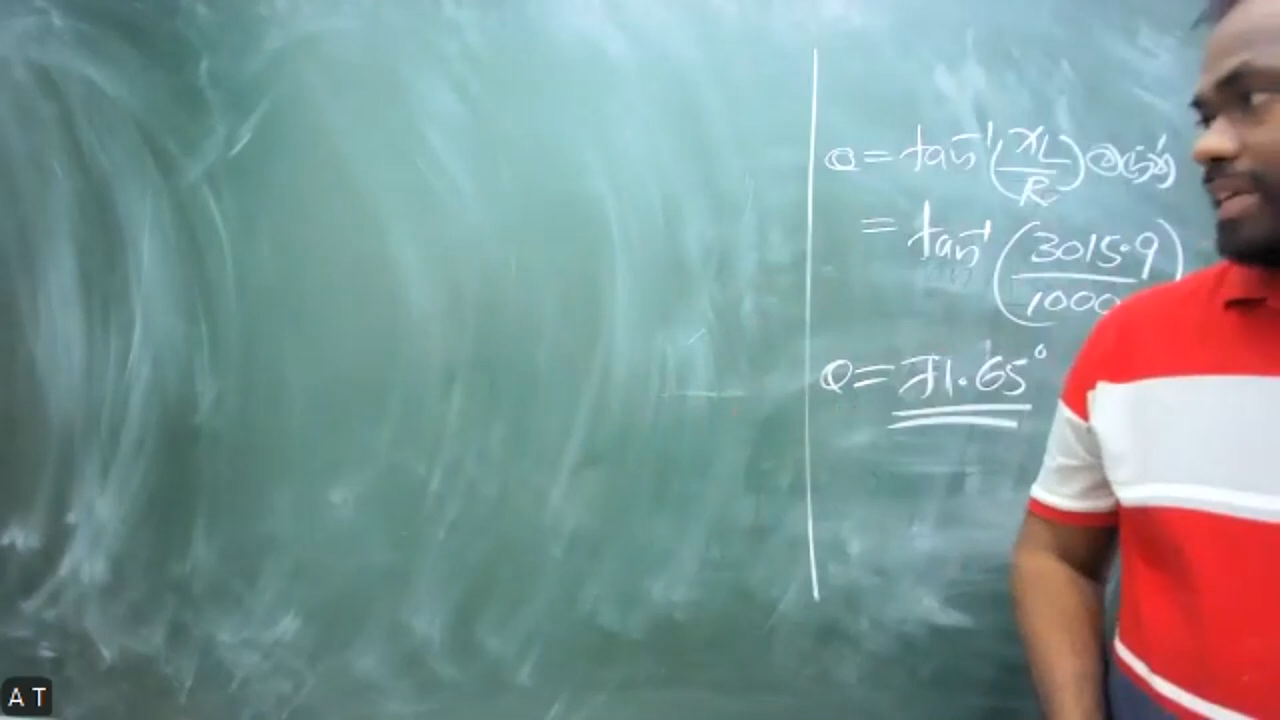 θ = tan⁻¹ (XL/R)
= tan⁻¹ (3015.9/1000
θ = 71.65°
A T